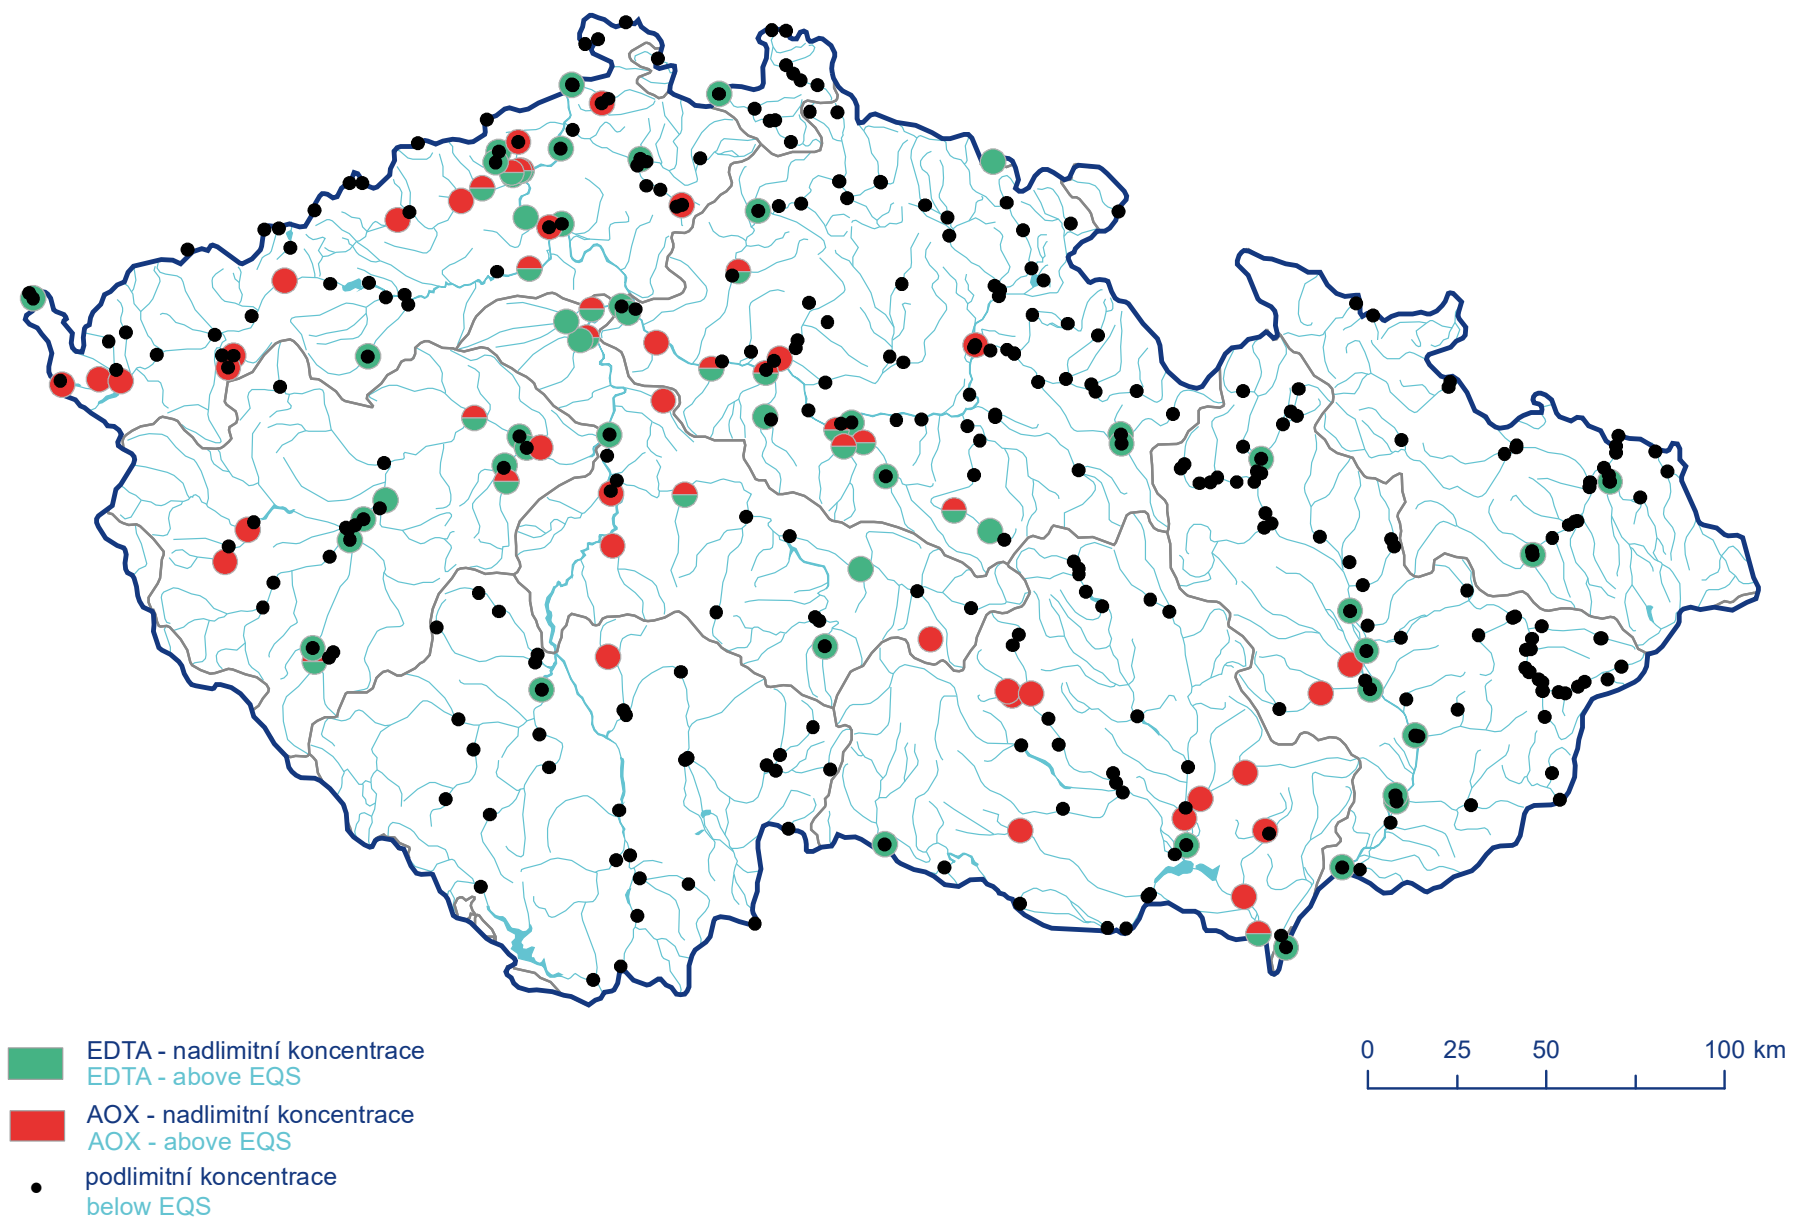 EDTA - nadlimitní koncentrace
EDTA - above EQS
AOX - nadlimitní koncentrace
AOX - above EQS
podlimitní koncentrace
below EQS
0 25 50 100 km